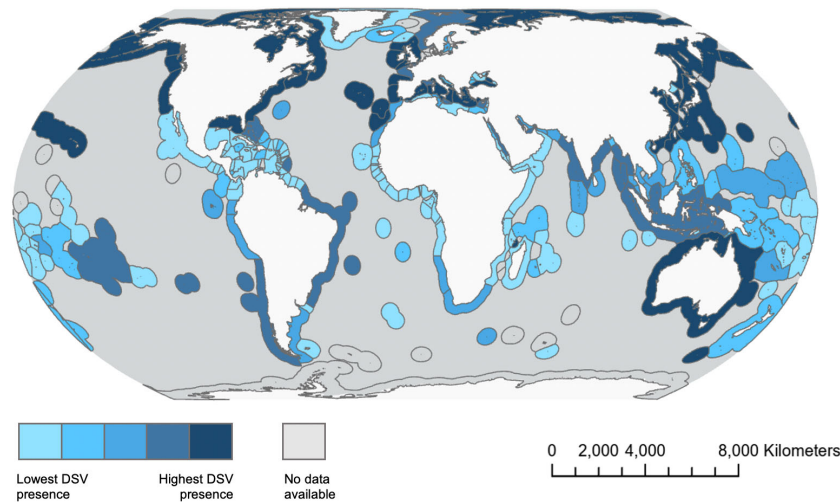 Lowest DSV
presence
Highest DSV
presence
No data
available
0 2,000 4,000 8,000 Kilometers